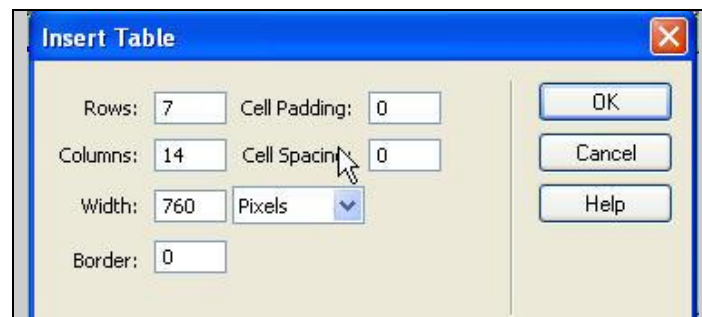 Insert Table
Rows: 7 Cell Padding: 0 OK
Columns: 14 Cell Spacing: 0 Cancel
Width: 760 Pixels Help
Border: 0